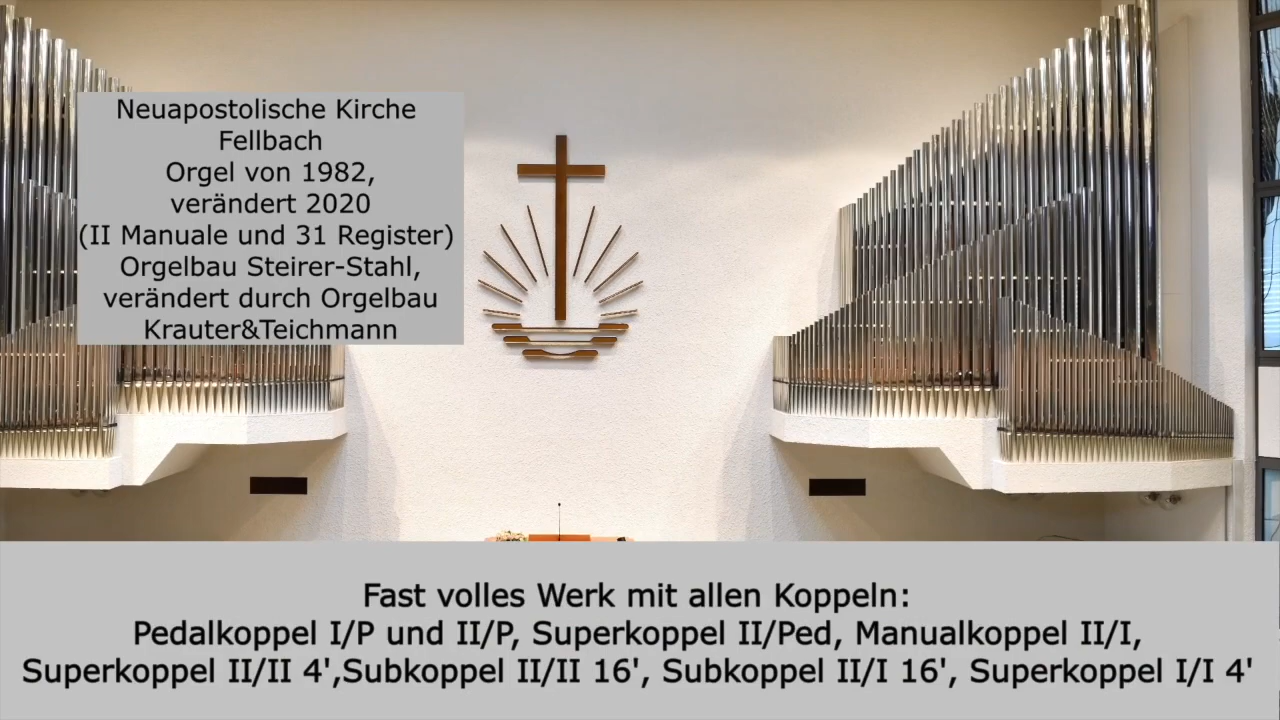 Neuapostolische Kirche
Fellbach
Orgel von 1982,
verändert 2020
(II Manuale und 31 Register)
Orgelbau Steirer-Stahl,
verändert durch Orgelbau
Krauter&Teichmann
Fast volles Werk mit allen Koppeln:
Pedalkoppel I/P und II/P, Superkoppel II/Ped, Manualkoppel II/I,
Superkoppel II/II 4',Subkoppel II/II 16', Subkoppel II/I 16', Superkoppel I/I 4'